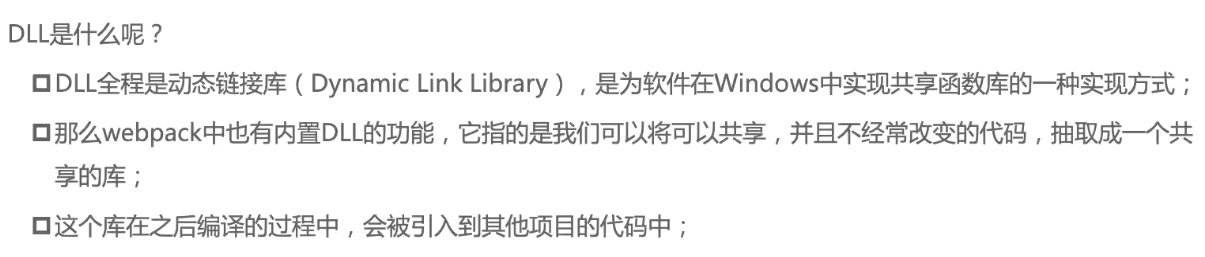 DLL是什么呢？
DLL全程是动态链接库（Dynamic Link Library），是为软件在Windows中实现共享函数库的一种实现方式；
那么webpack中也有内置DLL的功能，它指的是我们可以将可以共享，并且不经常改变的代码，抽取成一个共
享的库；
这个库在之后编译的过程中，会被引入到其他项目的代码中；